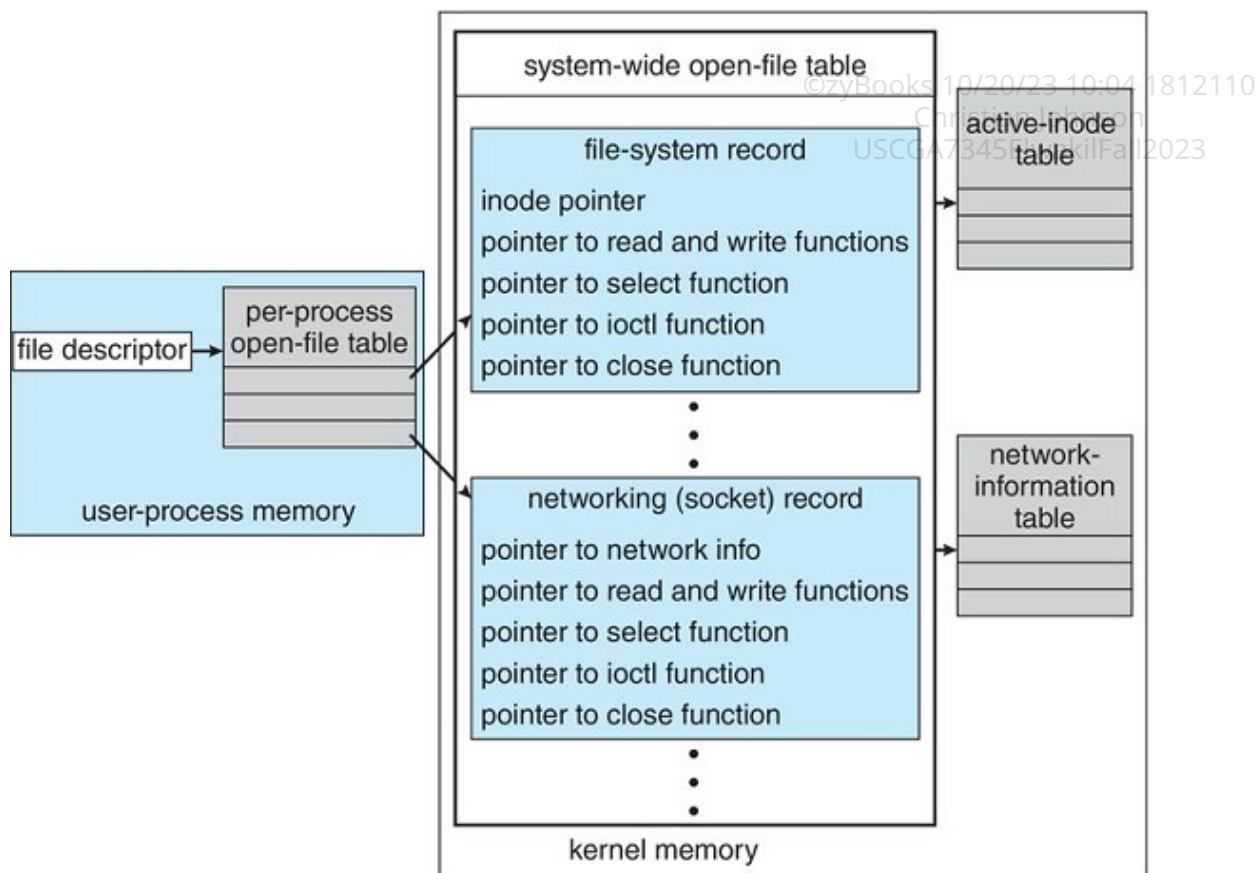 system-wide open-file table
©zyBooks 10/20/23 10:04 1812110
USCGA7345
Fall2023
active-inode
table
file-system record
inode pointer
pointer to read and write functions
pointer to select function
pointer to ioctl function
pointer to close function
per-process
open-file table
file descriptor
user-process memory
networking (socket) record
pointer to network info
pointer to read and write functions
pointer to select function
pointer to ioctl function
pointer to close function
network-
information
table
kernel memory